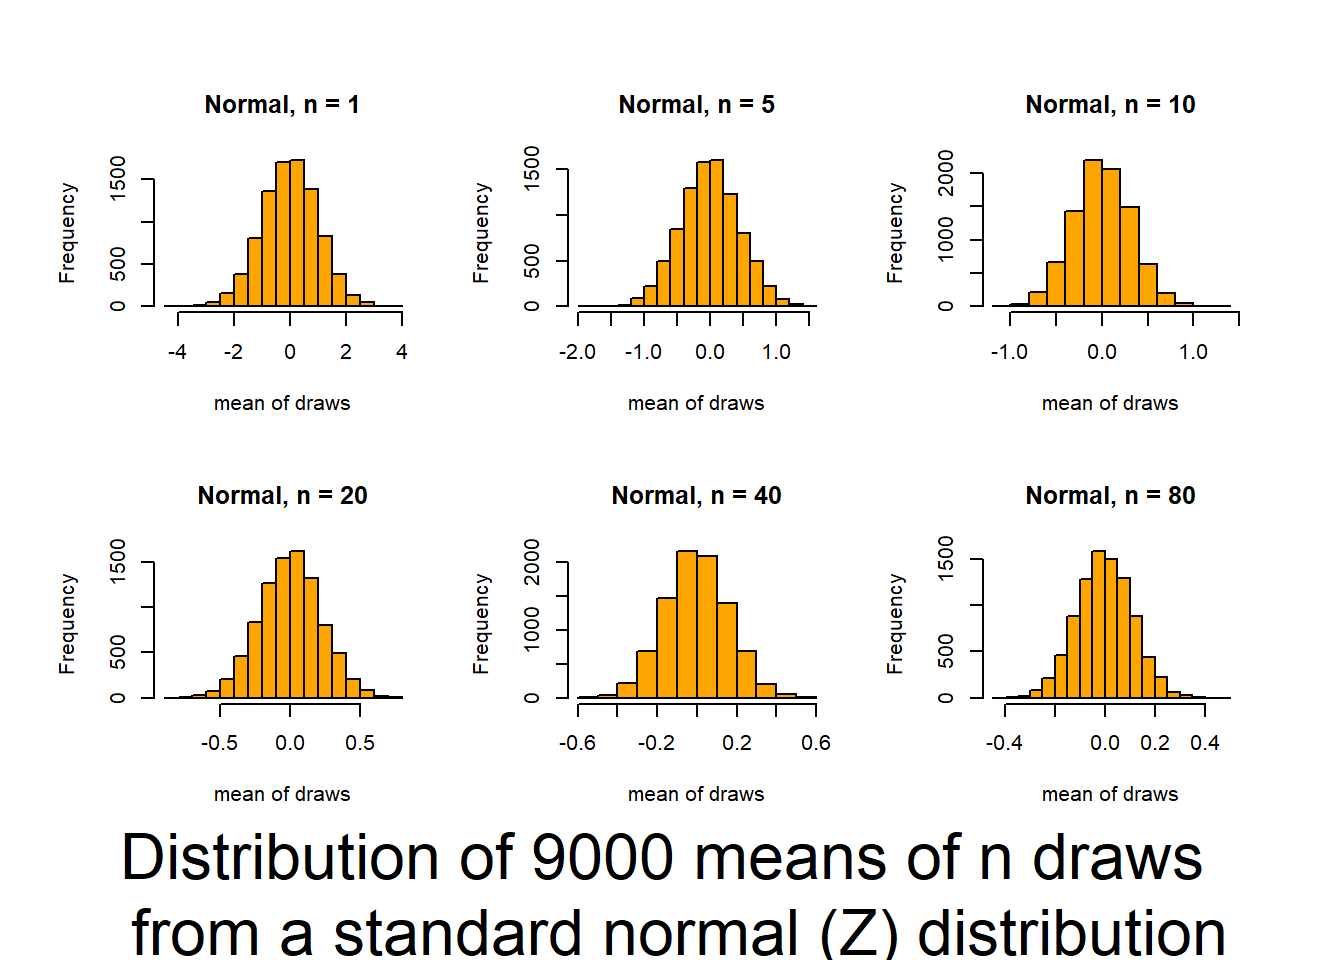 Normal, n = 1
Frequency
0 500 1500
-4 -2 0 2 4
mean of draws
Normal, n = 5
Frequency
0 500 1500
-2.0 -1.0 0.0 1.0
mean of draws
Normal, n = 10
Frequency
0 1000 2000
-1.0 0.0 1.0
mean of draws
Normal, n = 20
Frequency
0 500 1500
-0.5 0.0 0.5
mean of draws
Normal, n = 40
Frequency
0 1000 2000
-0.6 -0.2 0.2 0.6
mean of draws
Normal, n = 80
Frequency
0 500 1500
-0.4 0.0 0.2 0.4
mean of draws
Distribution of 9000 means of n draws
from a standard normal (Z) distribution